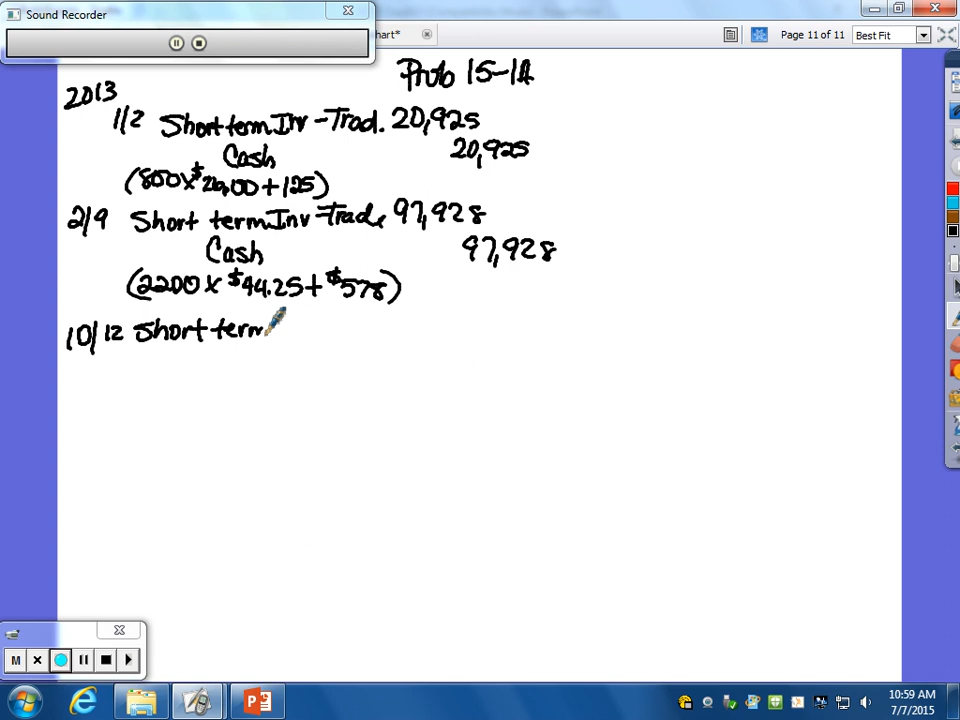 Sound Recorder
hart*
Page 11 of 11
Best Fit
Prob 15-1A
2013
1/2 Short term Inv - Trad. 20,925
Cash 20,925
(800 x $26.00 + 125)
2/9 Short term Inv - Trade 97,928
Cash 97,928
(2200 x $44.25 + $578)
10/12 Short term
M
10:59 AM
7/7/2015